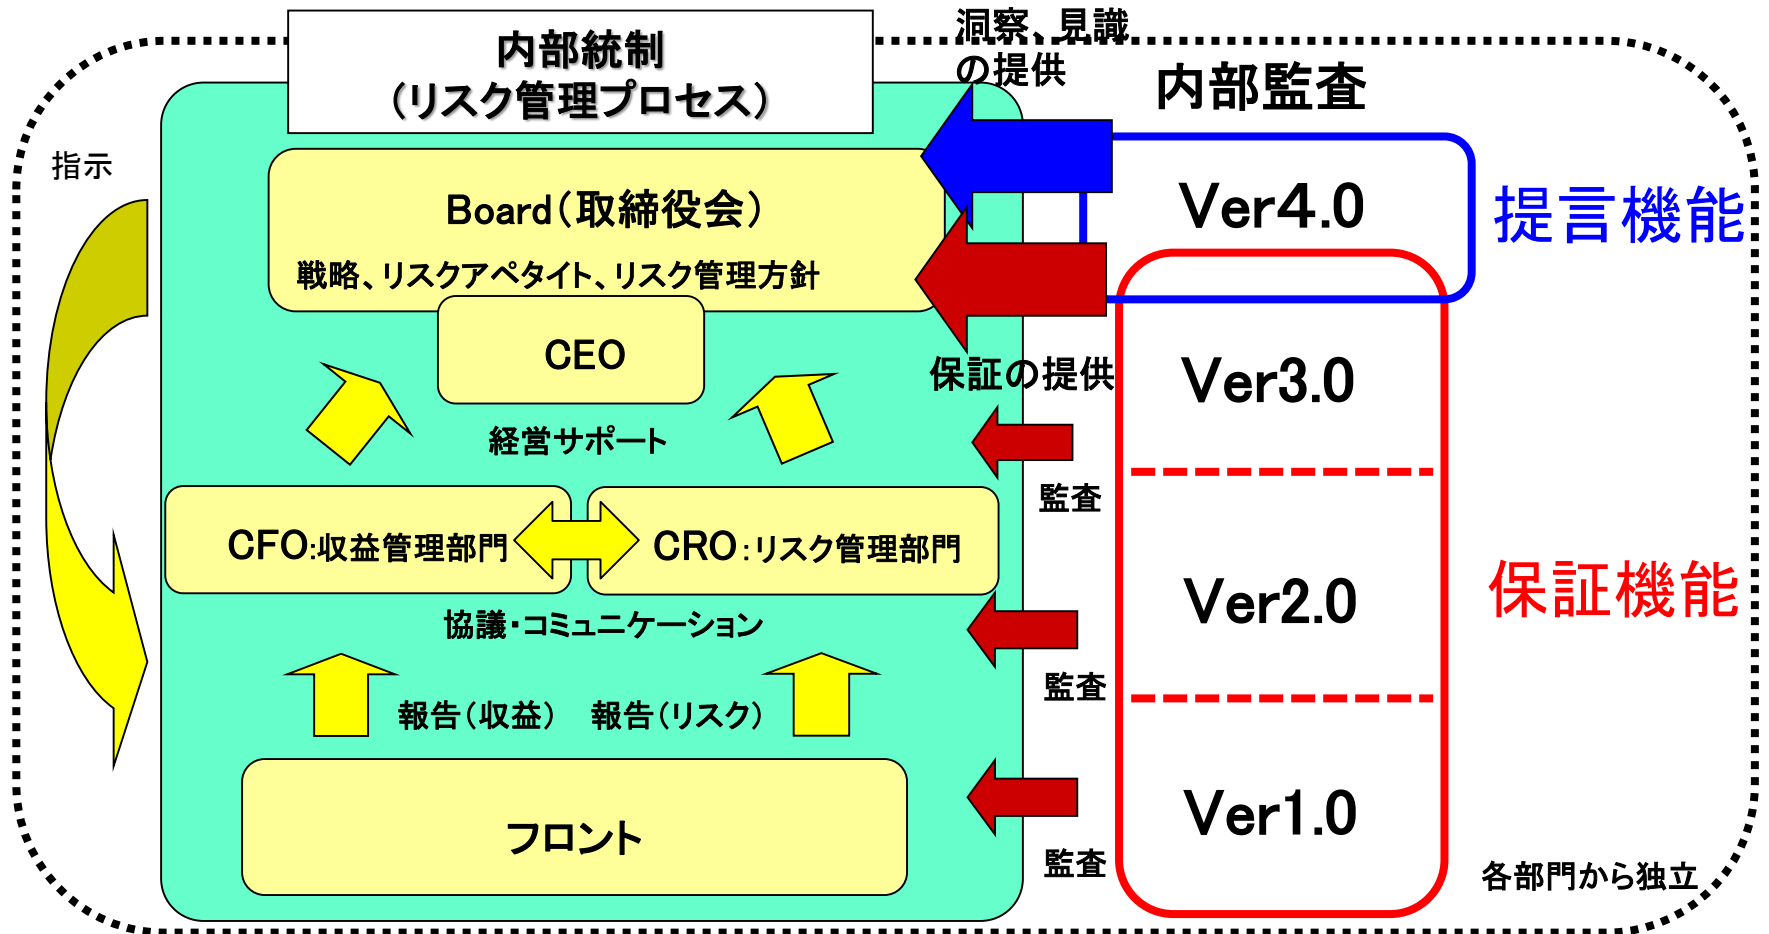 内部統制
（リスク管理プロセス）
洞察、見識
の提供
内部監査
指示
Board（取締役会）
戦略、リスクアペタイト、リスク管理方針
Ver4.0
提言機能
CEO
保証の提供
Ver3.0
経営サポート
監査
CFO:収益管理部門
CRO：リスク管理部門
Ver2.0
保証機能
協議・コミュニケーション
監査
報告（収益）
報告（リスク）
フロント
Ver1.0
監査
各部門から独立